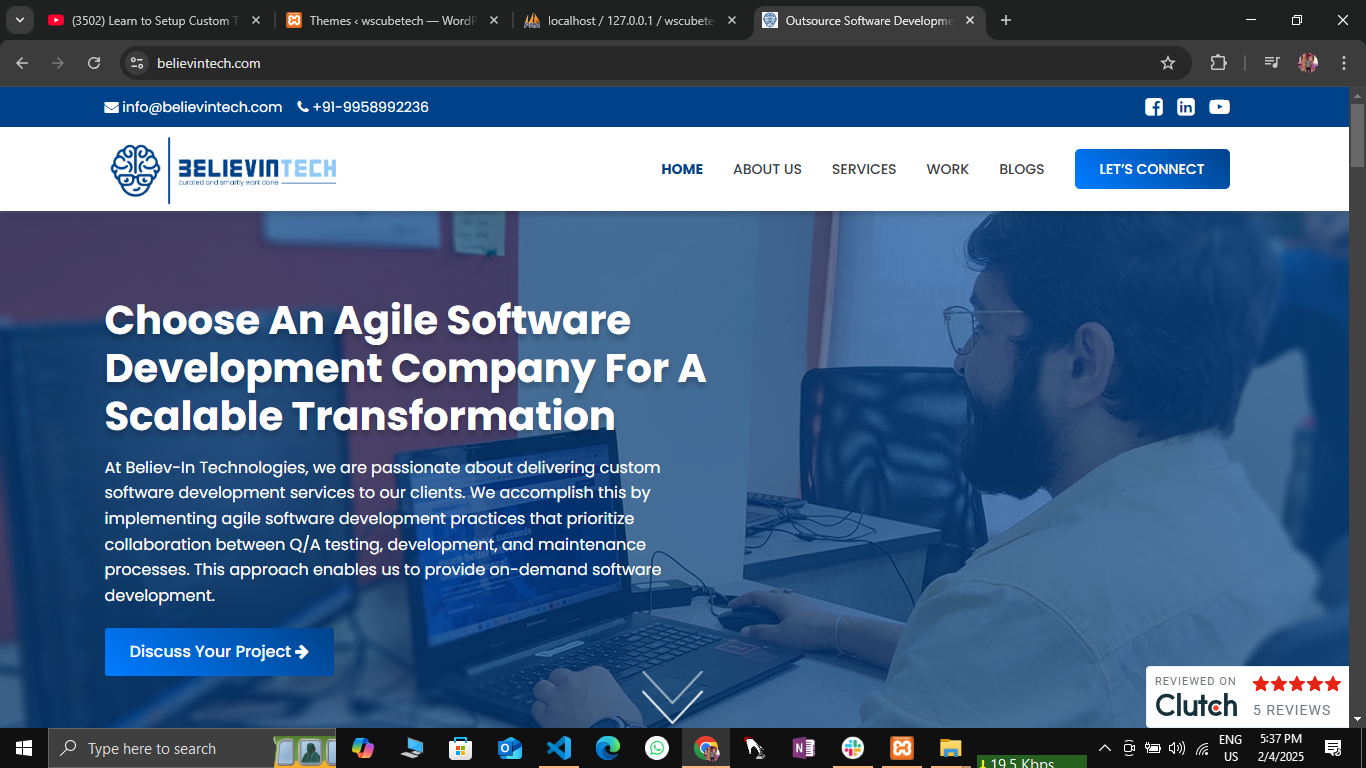 (3502) Learn to Setup Custom T
Themes ‹ wscubetech — WordP
localhost / 127.0.0.1 / wscubete
Outsource Software Developme
believintech.com
info@believintech.com +91-9958992236
BELIEVINTECH
curated and smartly work done
HOME ABOUT US SERVICES WORK BLOGS LET'S CONNECT
Choose An Agile Software
Development Company For A
Scalable Transformation
At Believ-In Technologies, we are passionate about delivering custom
software development services to our clients. We accomplish this by
implementing agile software development practices that prioritize
collaboration between Q/A testing, development, and maintenance
processes. This approach enables us to provide on-demand software
development.
Discuss Your Project
REVIEWED ON
Clutch
5 REVIEWS
Type here to search
19.5 Kbps
ENG
US
5:37 PM
2/4/2025